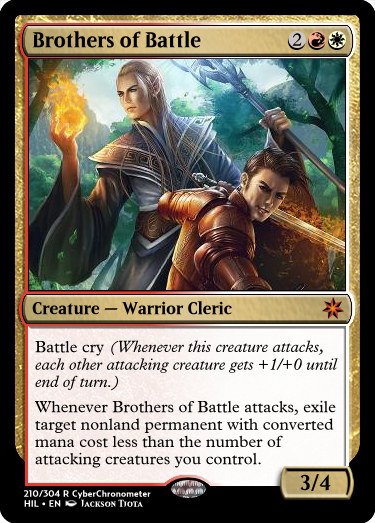 Brothers of Battle 2
Creature — Warrior Cleric
Battle cry (Whenever this creature attacks,
each other attacking creature gets +1/+0 until
end of turn.)
Whenever Brothers of Battle attacks, exile
target nonland permanent with converted
mana cost less than the number of
attacking creatures you control.
3/4
210/304 R CyberChronometer
HIL • EN Jackson Tjota